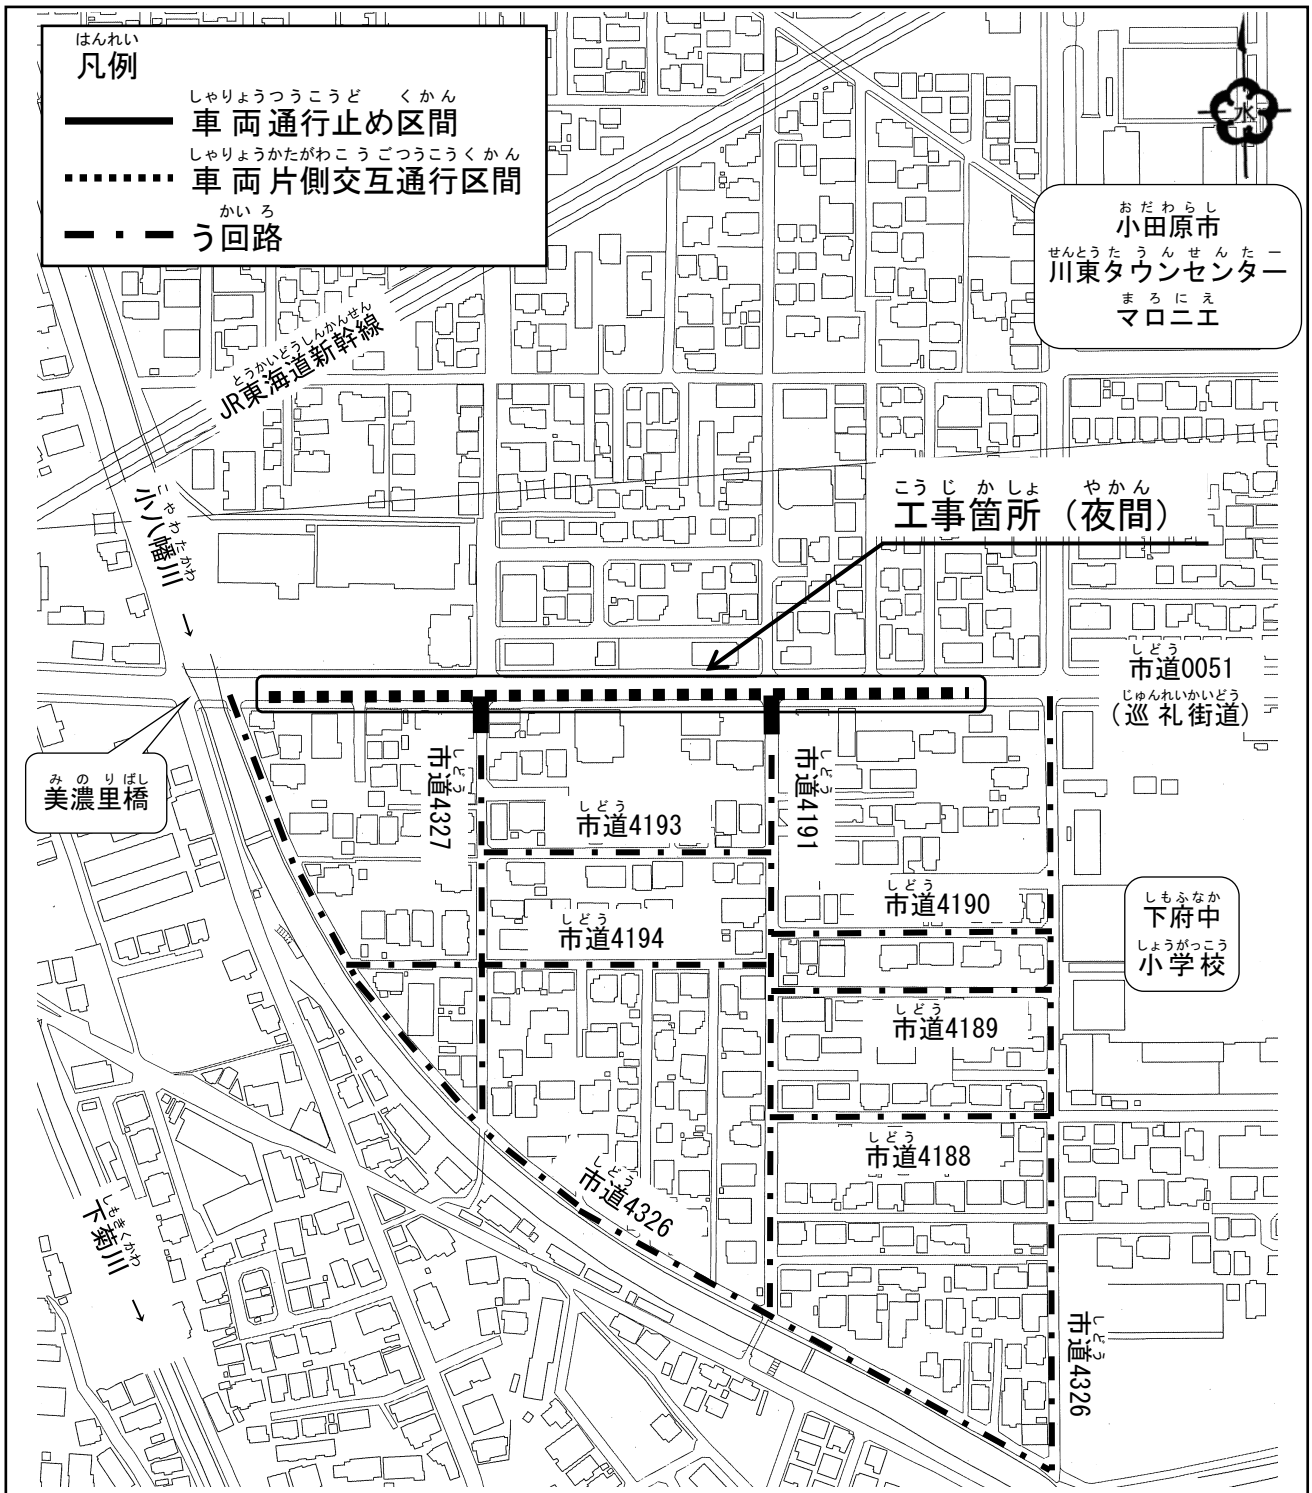 はんれい
凡例
しゃりょうつうこうど　くかん
車両通行止め区間
しゃりょうかたがわこうごつうこうくかん
車両片側交互通行区間
かいろ
う回路
水
おだわらし
小田原市
せんとうたうんせんたー
川東タウンセンター
まろにえ
マロニエ
とうかいどうしんかんせん
JR東海道新幹線
こうじかしょ　やかん
工事箇所（夜間）
こやわたかわ
小八幡川
→
しどう
市道0051
じゅんれいかいどう
（巡礼街道）
みのりばし
美濃里橋
しどう
市道4327
しどう
市道4193
しどう
市道4191
しどう
市道4190
しどう
市道4194
しもふなか
下府中
しょうがっこう
小学校
しどう
市道4189
しどう
市道4188
しどう
市道4326
しもきくかわ
下菊川
→
しどう
市道4326